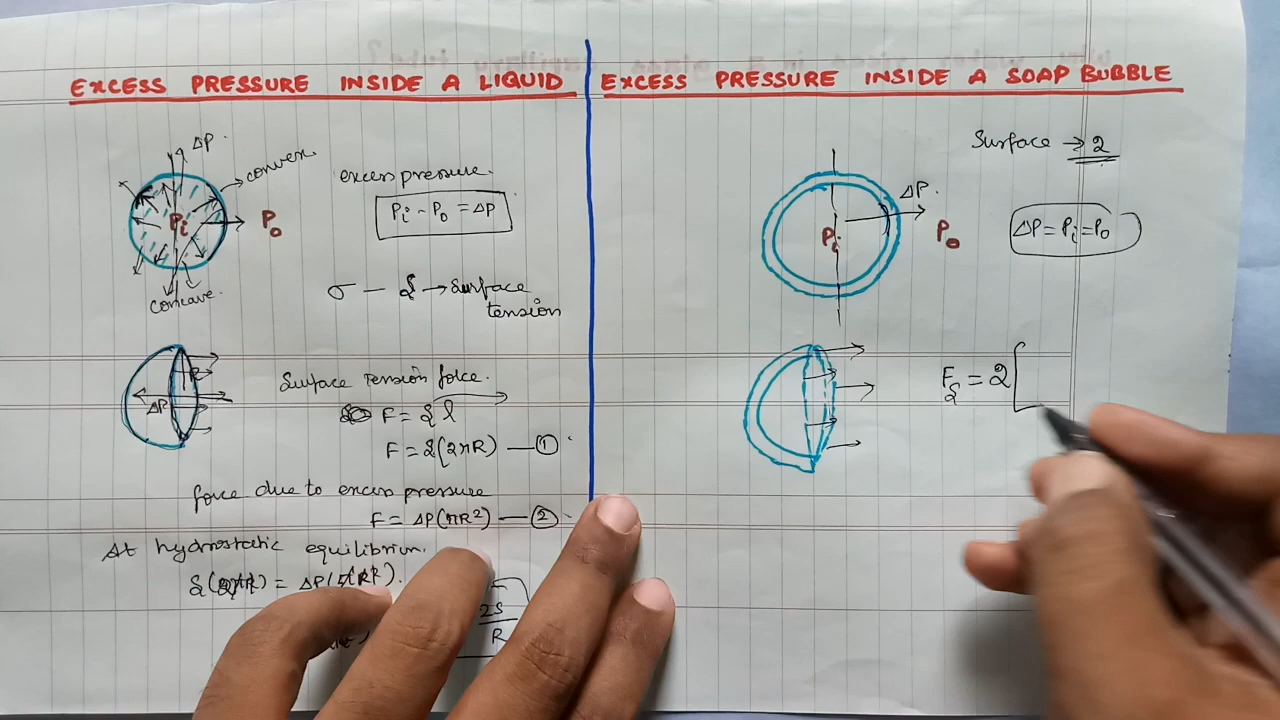 EXCESS PRESSURE INSIDE A LIQUID
ΔP
convex
Pi
P0
concave
excess pressure
Pi - P0 = ΔP
σ - S → Surface
tension
R
ΔP
Surface Tension force.
F = S l
F = S(2πR) — ①
force due to excess pressure
F = ΔP(πR²) — ②
At hydrostatic equilibrium.
2S
R
EXCESS PRESSURE INSIDE A SOAP BUBBLE
Surface → 2
ΔP
Pi
P0
ΔP = Pi = P0
FS = 2[